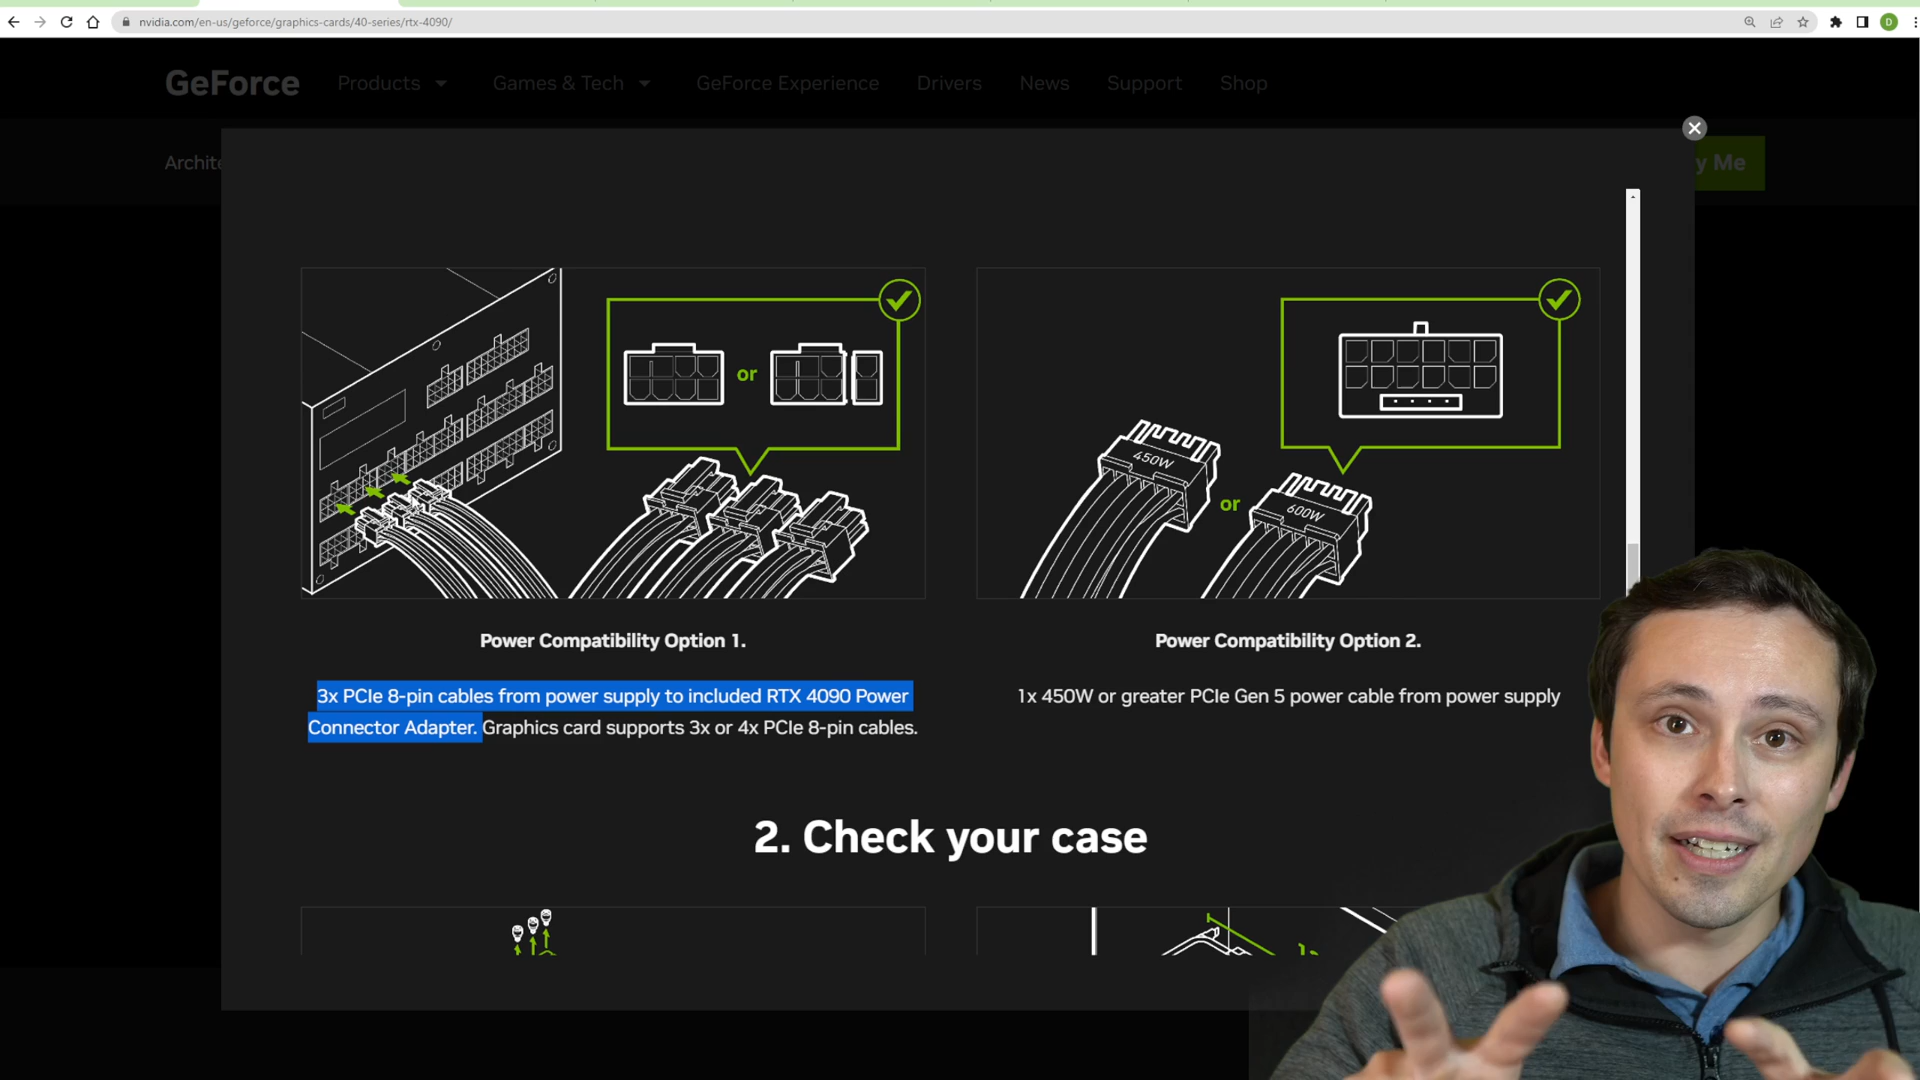 nvidia.com/en-us/geforce/graphics-cards/40-series/rtx-4090/
D
GeForce Products Games & Tech GeForce Experience Drivers News Support Shop
Archite
y Me
or
450W
or
600W
Power Compatibility Option 1.
3x PCIe 8-pin cables from power supply to included RTX 4090 Power
Connector Adapter. Graphics card supports 3x or 4x PCIe 8-pin cables.
Power Compatibility Option 2.
1x 450W or greater PCIe Gen 5 power cable from power supply
2. Check your case